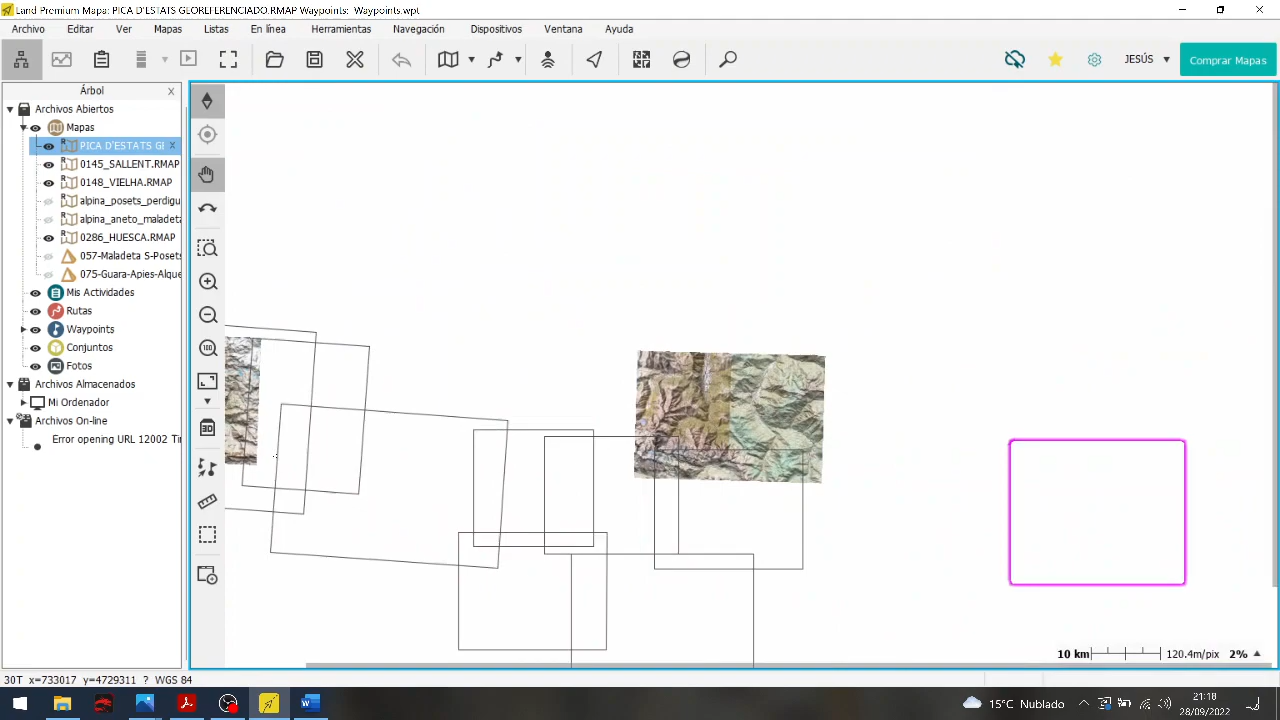 Land Premium Mapa: PICA D'ESTATS GEOREFERENCIADO.RMAP Waypoints: Waypoints.wpt
Archivo Editar Ver Mapas Listas En línea Herramientas Navegación Dispositivos Ventana Ayuda
JESÚS Comprar Mapas
Árbol X
Archivos Abiertos
Mapas
PICA D'ESTATS GE X
0145_SALLENT.RMAP
0148_VIELHA.RMAP
alpina_posets_perdigu
alpina_aneto_maladeta
0286_HUESCA.RMAP
057-Maladeta S-Posets
075-Guara-Apies-Alque
Mis Actividades
Rutas
Waypoints
Conjuntos
Fotos
Archivos Almacenados
Mi Ordenador
Archivos On-line
Error opening URL 12002 Ti
100
3D
10 km 120.4m/pix 2%
30T x=733017 y=4729311 ? WGS 84
15°C Nublado
21:18
28/09/2022